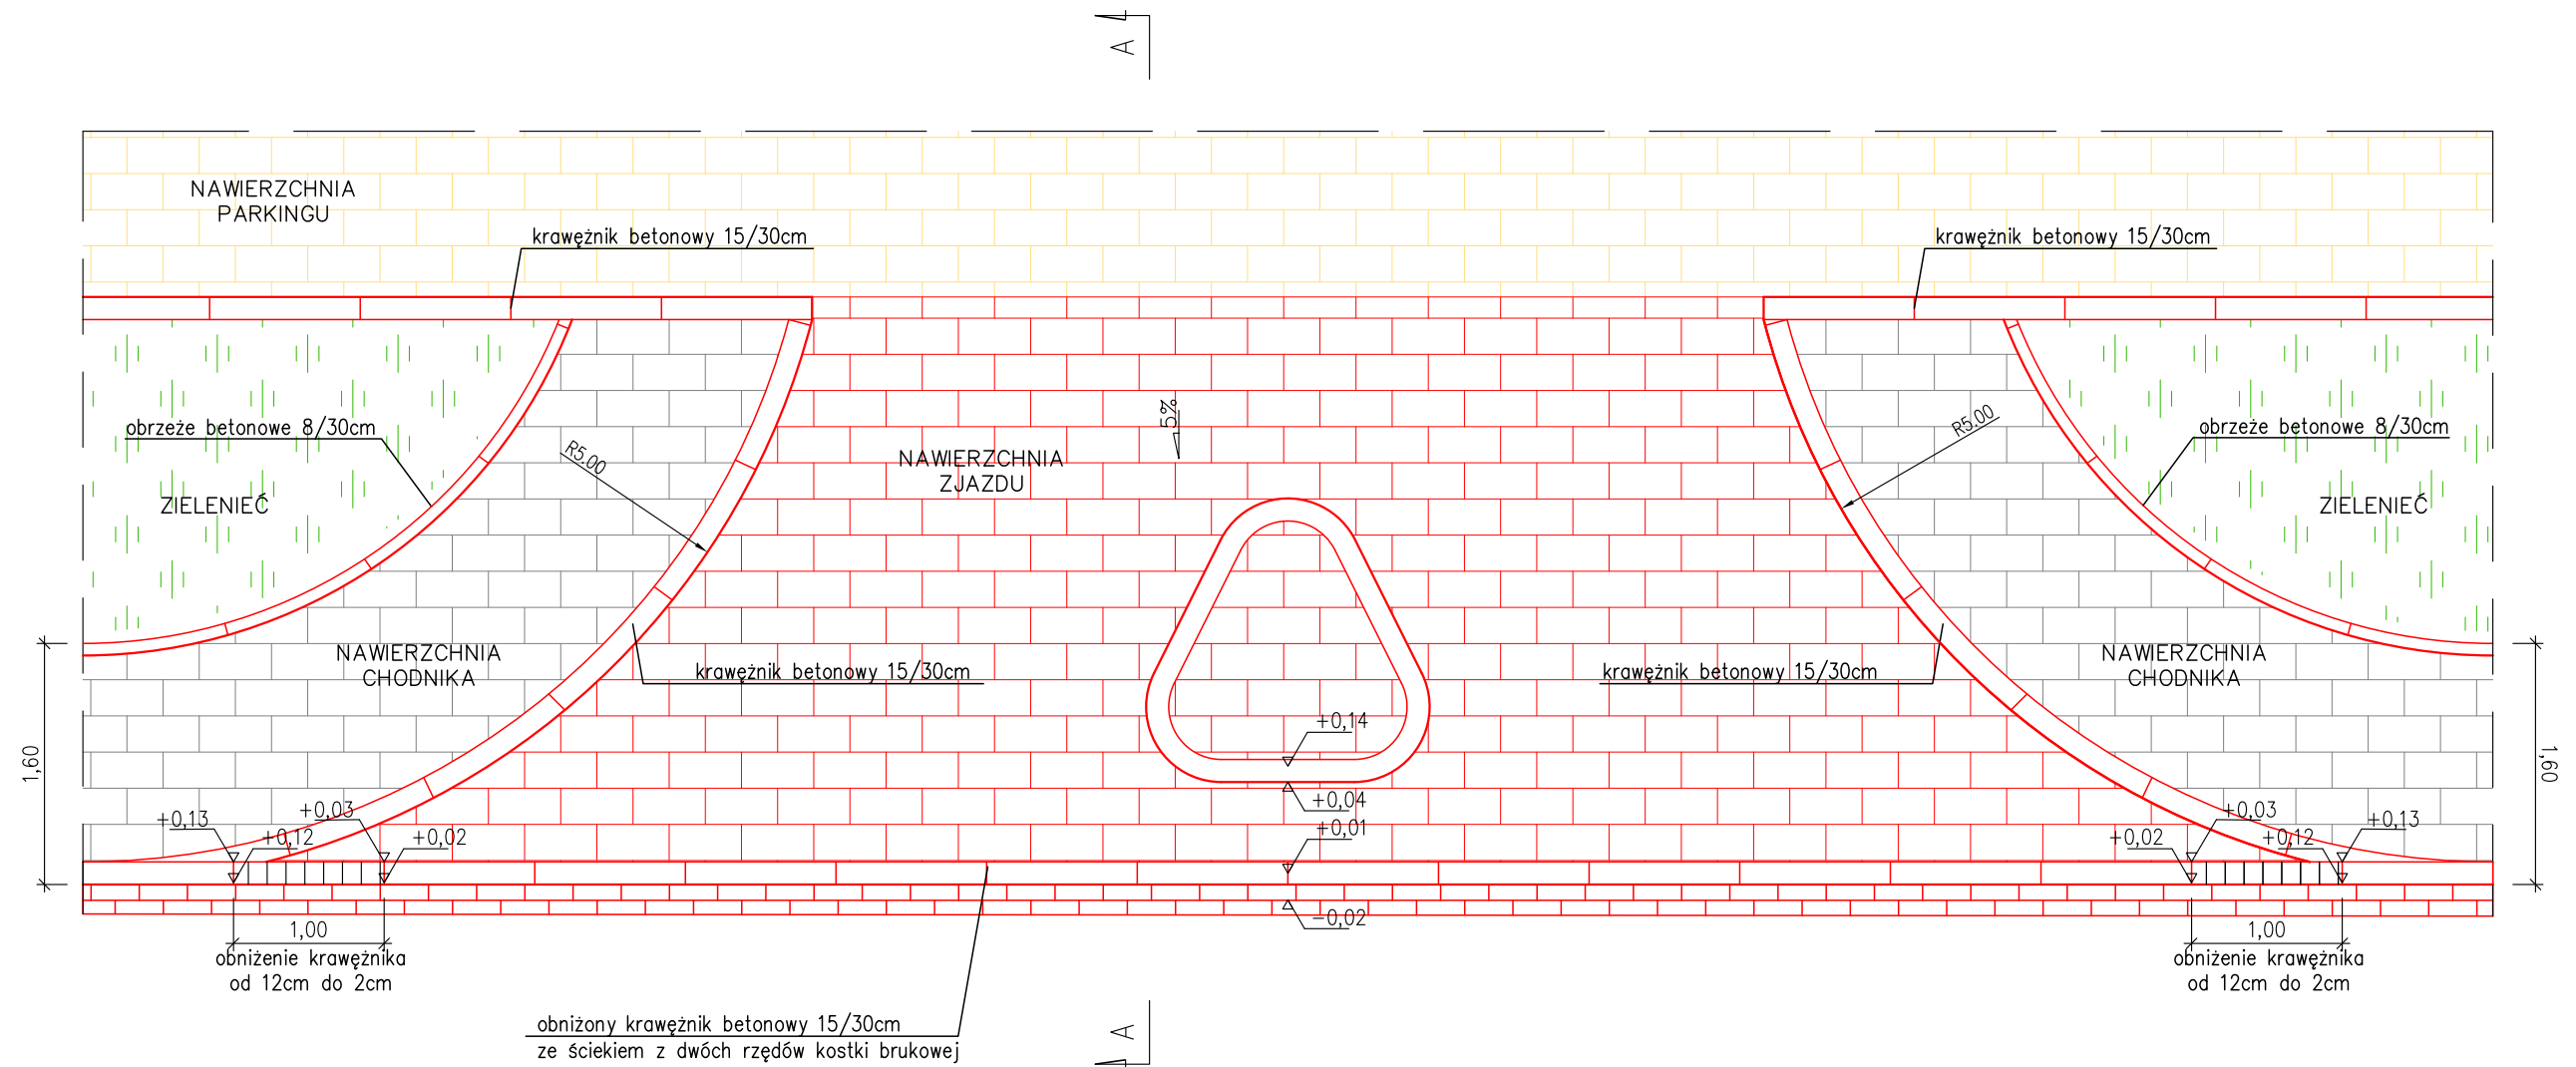 A
NAWIERZCHNIA
PARKINGU
krawężnik betonowy 15/30cm
krawężnik betonowy 15/30cm
obrzeże betonowe 8/30cm
R5.00
NAWIERZCHNIA
ZJAZDU
5%
R5.00
obrzeże betonowe 8/30cm
ZIELENIEĆ
ZIELENIEĆ
NAWIERZCHNIA
CHODNIKA
krawężnik betonowy 15/30cm
krawężnik betonowy 15/30cm
NAWIERZCHNIA
CHODNIKA
1,60
+0,14
1,60
+0,13
+0,03
+0,12
+0,02
+0,04
+0,01
+0,02
+0,03
+0,12
+0,13
-0,02
1,00
obniżenie krawężnika
od 12cm do 2cm
1,00
obniżenie krawężnika
od 12cm do 2cm
obniżony krawężnik betonowy 15/30cm
ze ściekiem z dwóch rzędów kostki brukowej
A